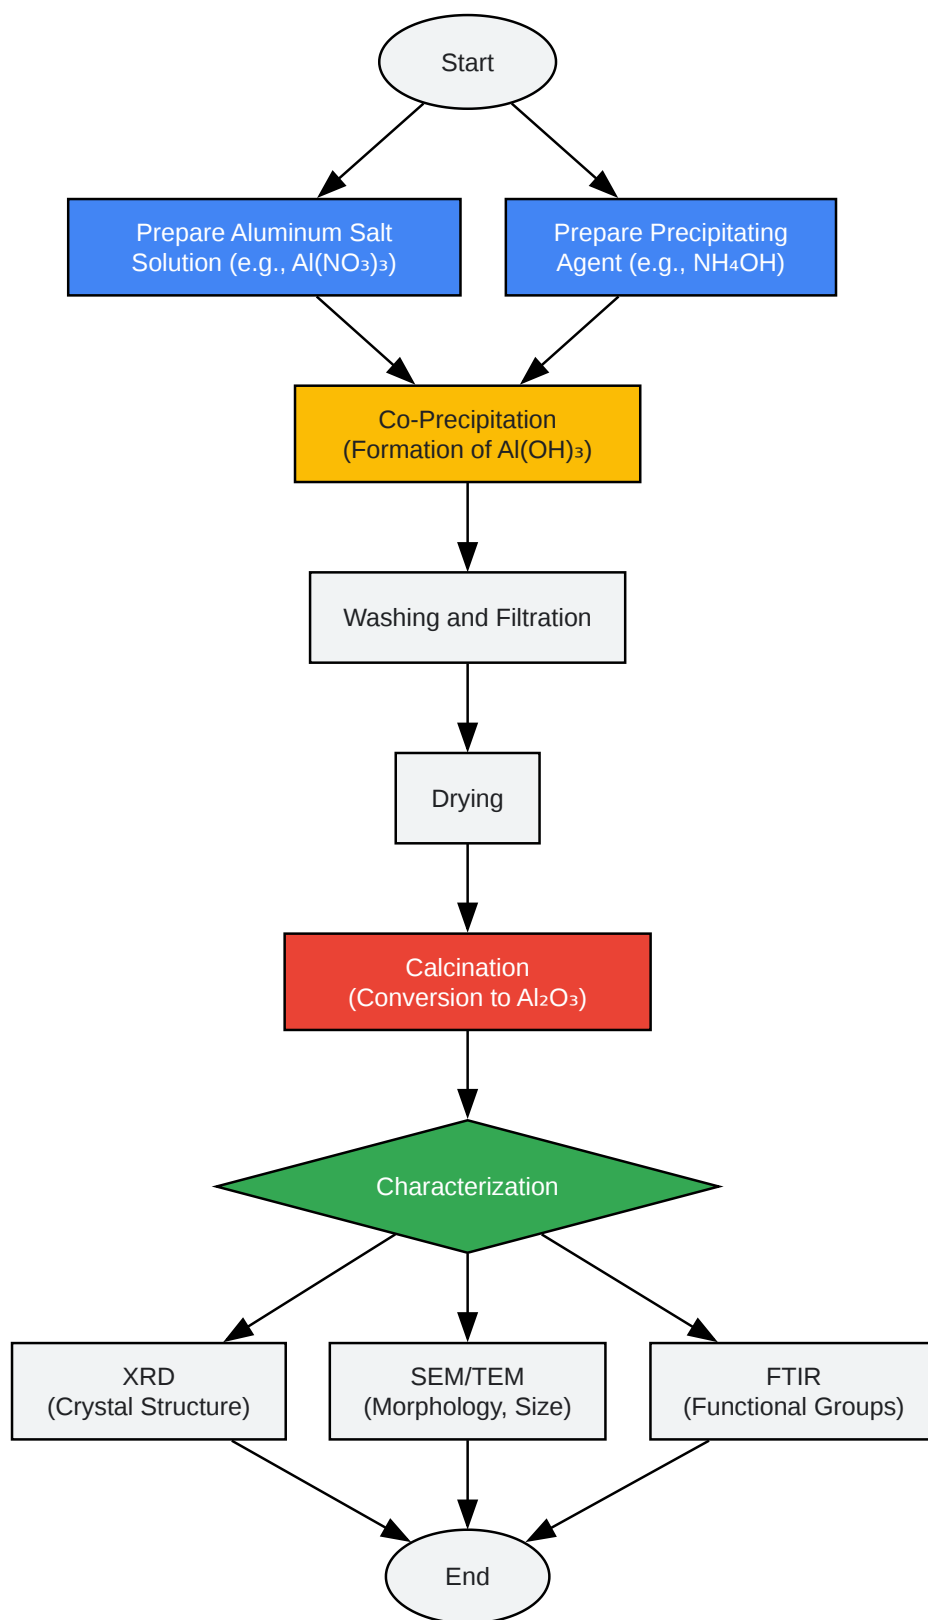 Start
Prepare Aluminum Salt
Solution (e.g., Al(NO₃)₃)
Prepare Precipitating
Agent (e.g., NH₄OH)
Co-Precipitation
(Formation of Al(OH)₃)
Washing and Filtration
Drying
Calcination
(Conversion to Al₂O₃)
Characterization
XRD
(Crystal Structure)
SEM/TEM
(Morphology, Size)
FTIR
(Functional Groups)
End